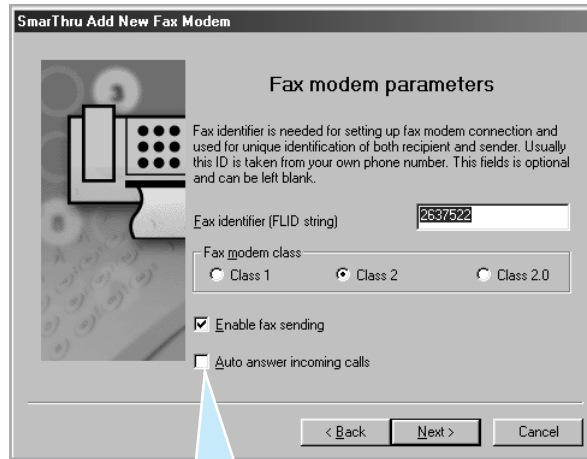 SmarThru Add New Fax Modem
Fax modem parameters
Fax identifier is needed for setting up fax modem connection and
used for unique identification of both recipient and sender. Usually
this ID is taken from your own phone number. This fields is optional
and can be left blank.
Fax identifier (FLID string)
2637522
Fax modem class
Class 1 Class 2 Class 2.0
Enable fax sending
Auto answer incoming calls
< Back Next > Cancel